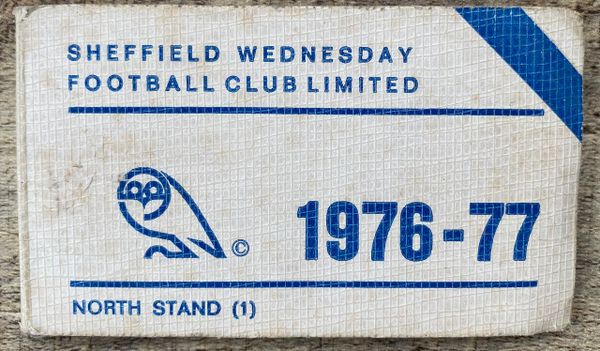 SHEFFIELD WEDNESDAY
FOOTBALL CLUB LIMITED
©
1976-77
NORTH STAND (1)